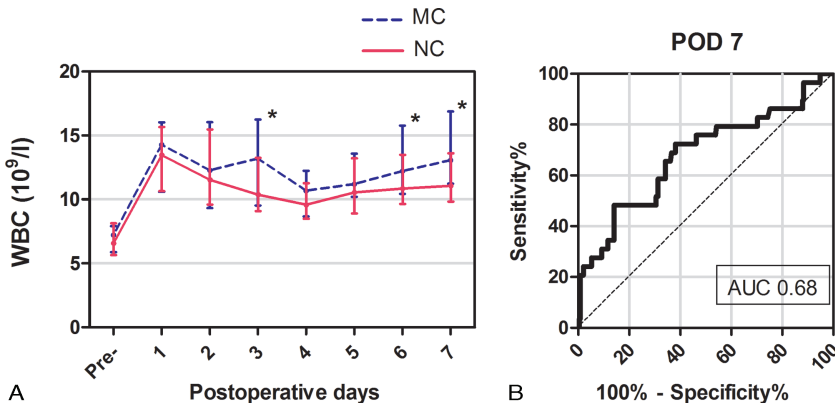 MC
NC
POD 7
WBC (10⁹/l)
20
15
10
5
0
*
*
*
Pre-
1
2
3
4
5
6
7
Postoperative days
A
Sensitivity%
100
80
60
40
20
0
AUC 0.68
0
20
40
60
80
100
100% - Specificity%
B